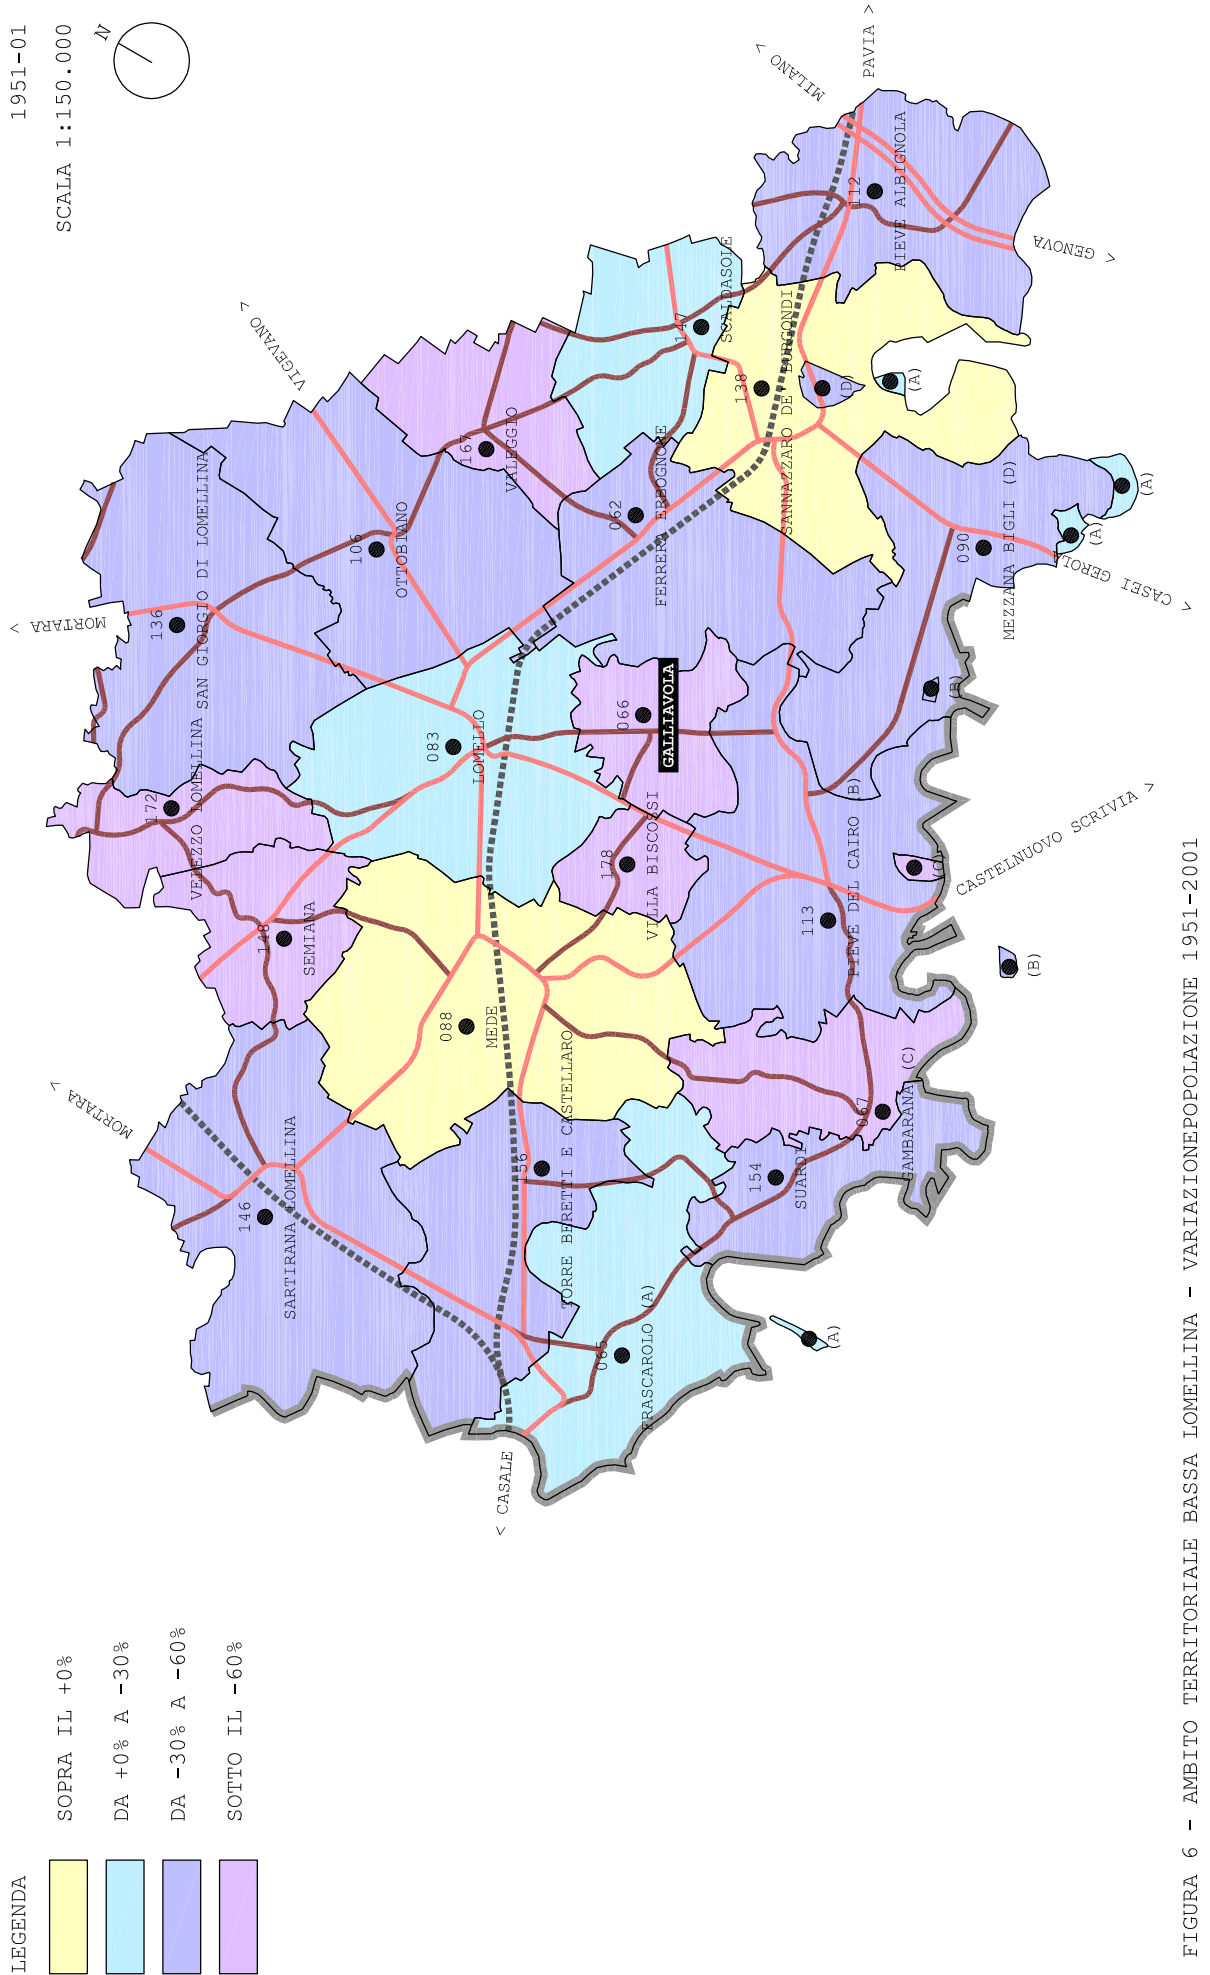 1951-01
SCALA 1:150.000
N
MORTARA >
VIGEVANO >
MILANO >
PAVIA >
< GENOVA
< CASEI GEROLA
CASTELNUOVO SCRIVIA >
< CASALE
MORTARA >
136
SAN GIORGIO DI LOMELLINA
172
VELEZZO LOMELLINA
148
SEMIANA
146
SARTIRANA LOMELLINA
106
OTTOBIANO
167
VALEGGIO
083
LOMELLO
088
MEDE
156
TORRE BERETTI E CASTELLARO
062
FERRERA ERBOGNONE
147
SCALDASOLE
066
GALLIAVOLA
178
VILLA BISCOSSI
065
FRASCAROLO (A)
138
SANNAZZARO DE' BURGONDI
112
PIEVE ALBIGNOLA
113
PIEVE DEL CAIRO (B)
154
SUARDI
067
GAMBARANA (C)
090
MEZZANA BIGLI (D)
(D)
(A)
(A)
(A)
(B)
(C)
(B)
(A)
LEGENDA
SOPRA IL +0%
DA +0% A -30%
DA -30% A -60%
SOTTO IL -60%
FIGURA 6 - AMBITO TERRITORIALE BASSA LOMELLINA - VARIAZIONEPOPOLAZIONE 1951-2001